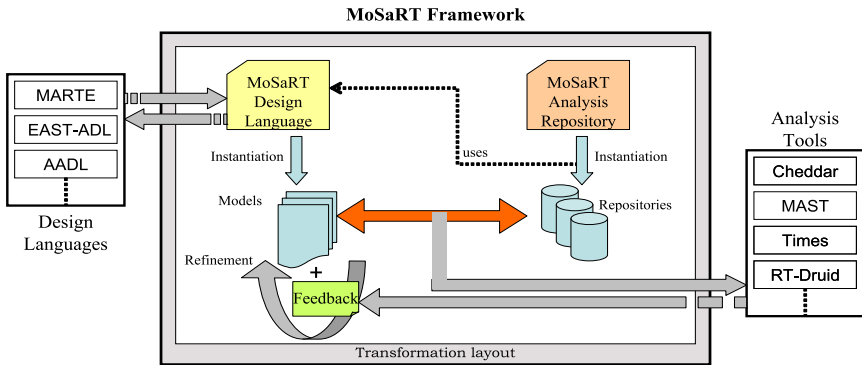 MoSaRT Framework
MARTE
EAST-ADL
AADL
Design
Languages
MoSaRT
Design
Language
MoSaRT
Analysis
Repository
Instantiation
uses
Instantiation
Models
Repositories
Refinement
+
Feedback
Transformation layout
Analysis
Tools
Cheddar
MAST
Times
RT-Druid